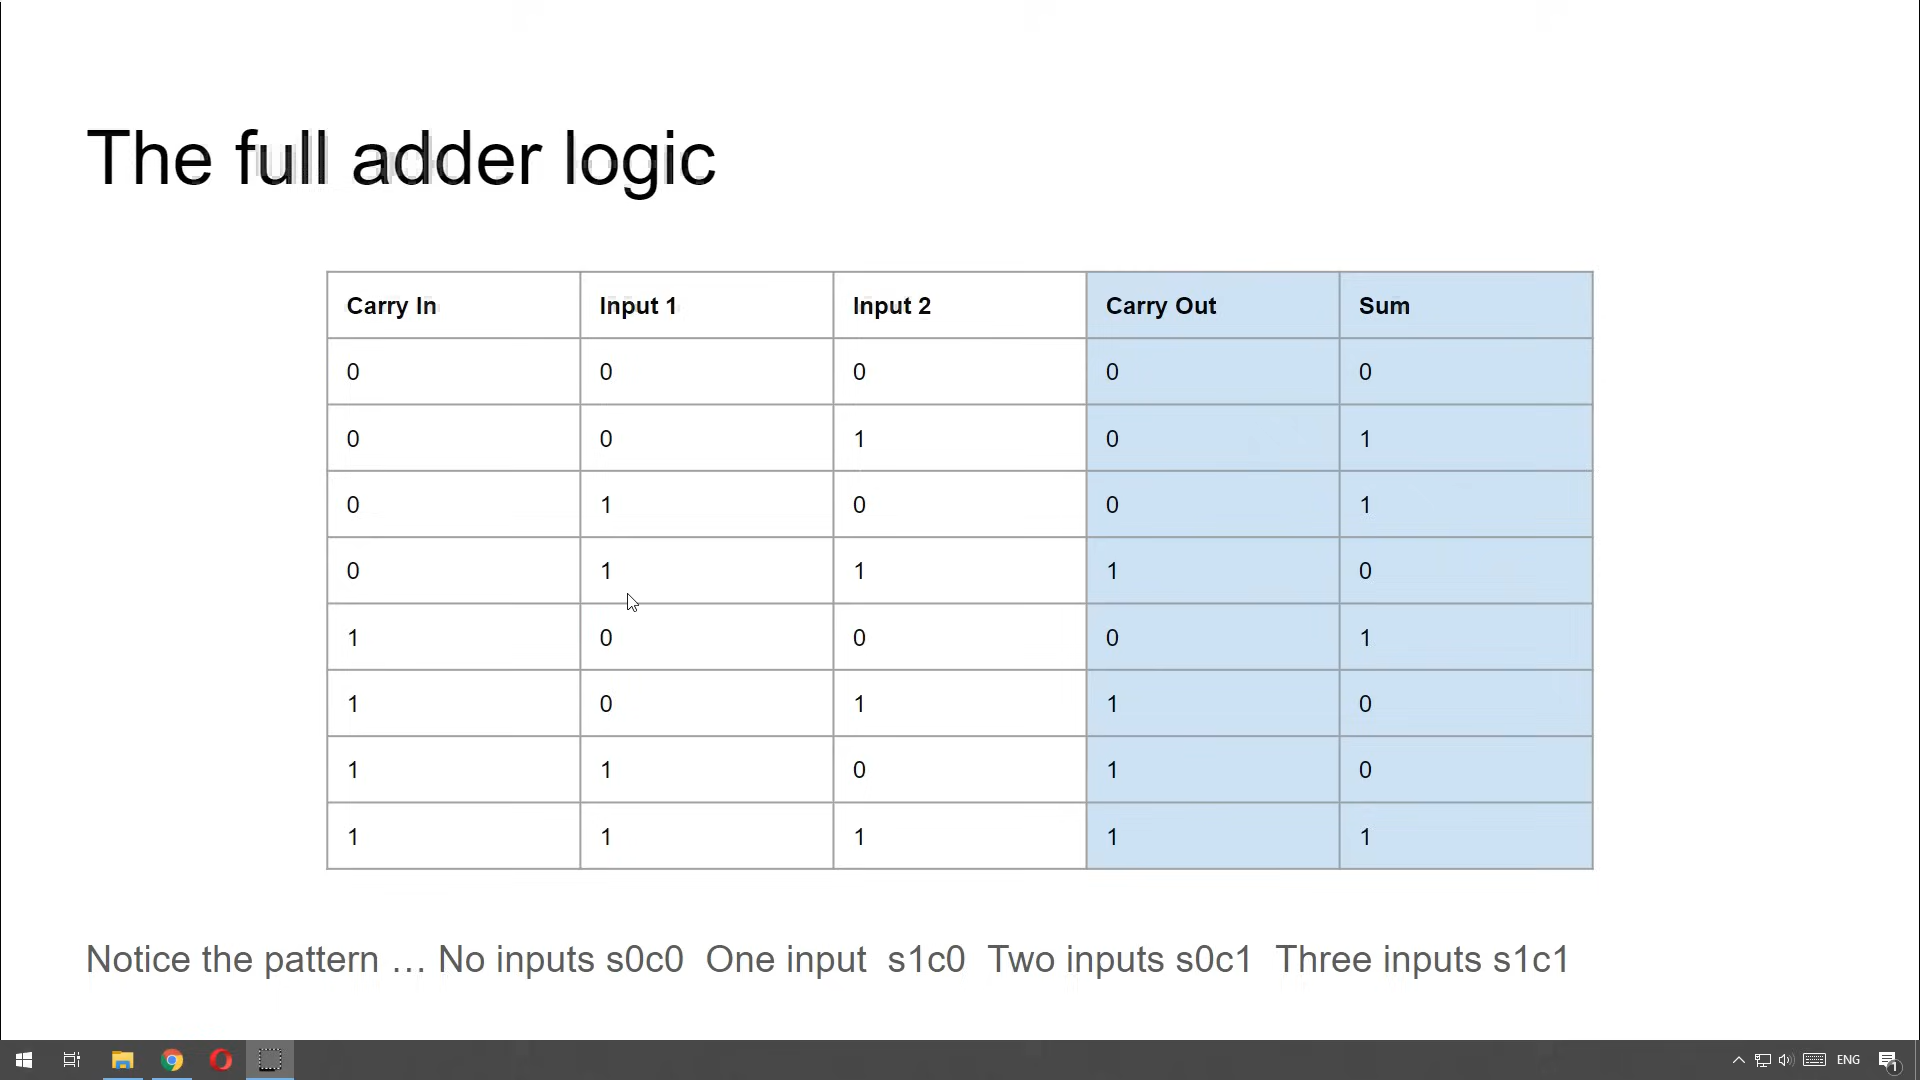 The full adder logic
Carry In Input 1 Input 2 Carry Out Sum
0 0 0 0 0
0 0 1 0 1
0 1 0 0 1
0 1 1 1 0
1 0 0 0 1
1 0 1 1 0
1 1 0 1 0
1 1 1 1 1
Notice the pattern … No inputs s0c0 One input s1c0 Two inputs s0c1 Three inputs s1c1
ENG 1